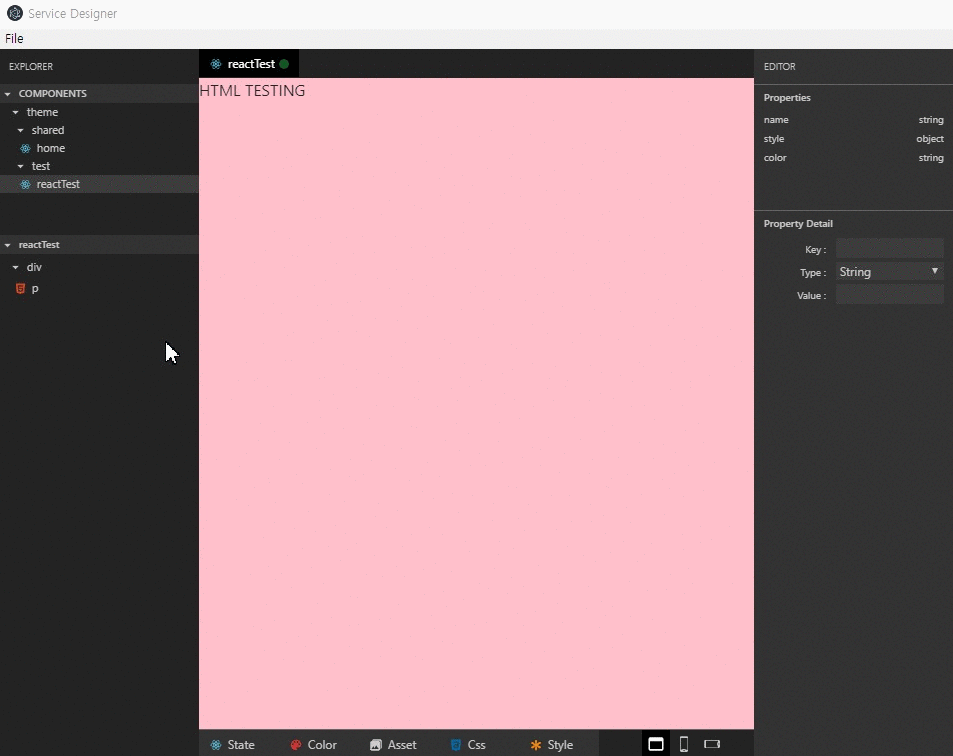 Service Designer
File
EXPLORER
COMPONENTS
theme
shared
home
test
reactTest
reactTest
div
p
reactTest
HTML TESTING
State
Color
Asset
Css
Style
EDITOR
Properties
name string
style object
color string
Property Detail
Key :
Type : String
Value :